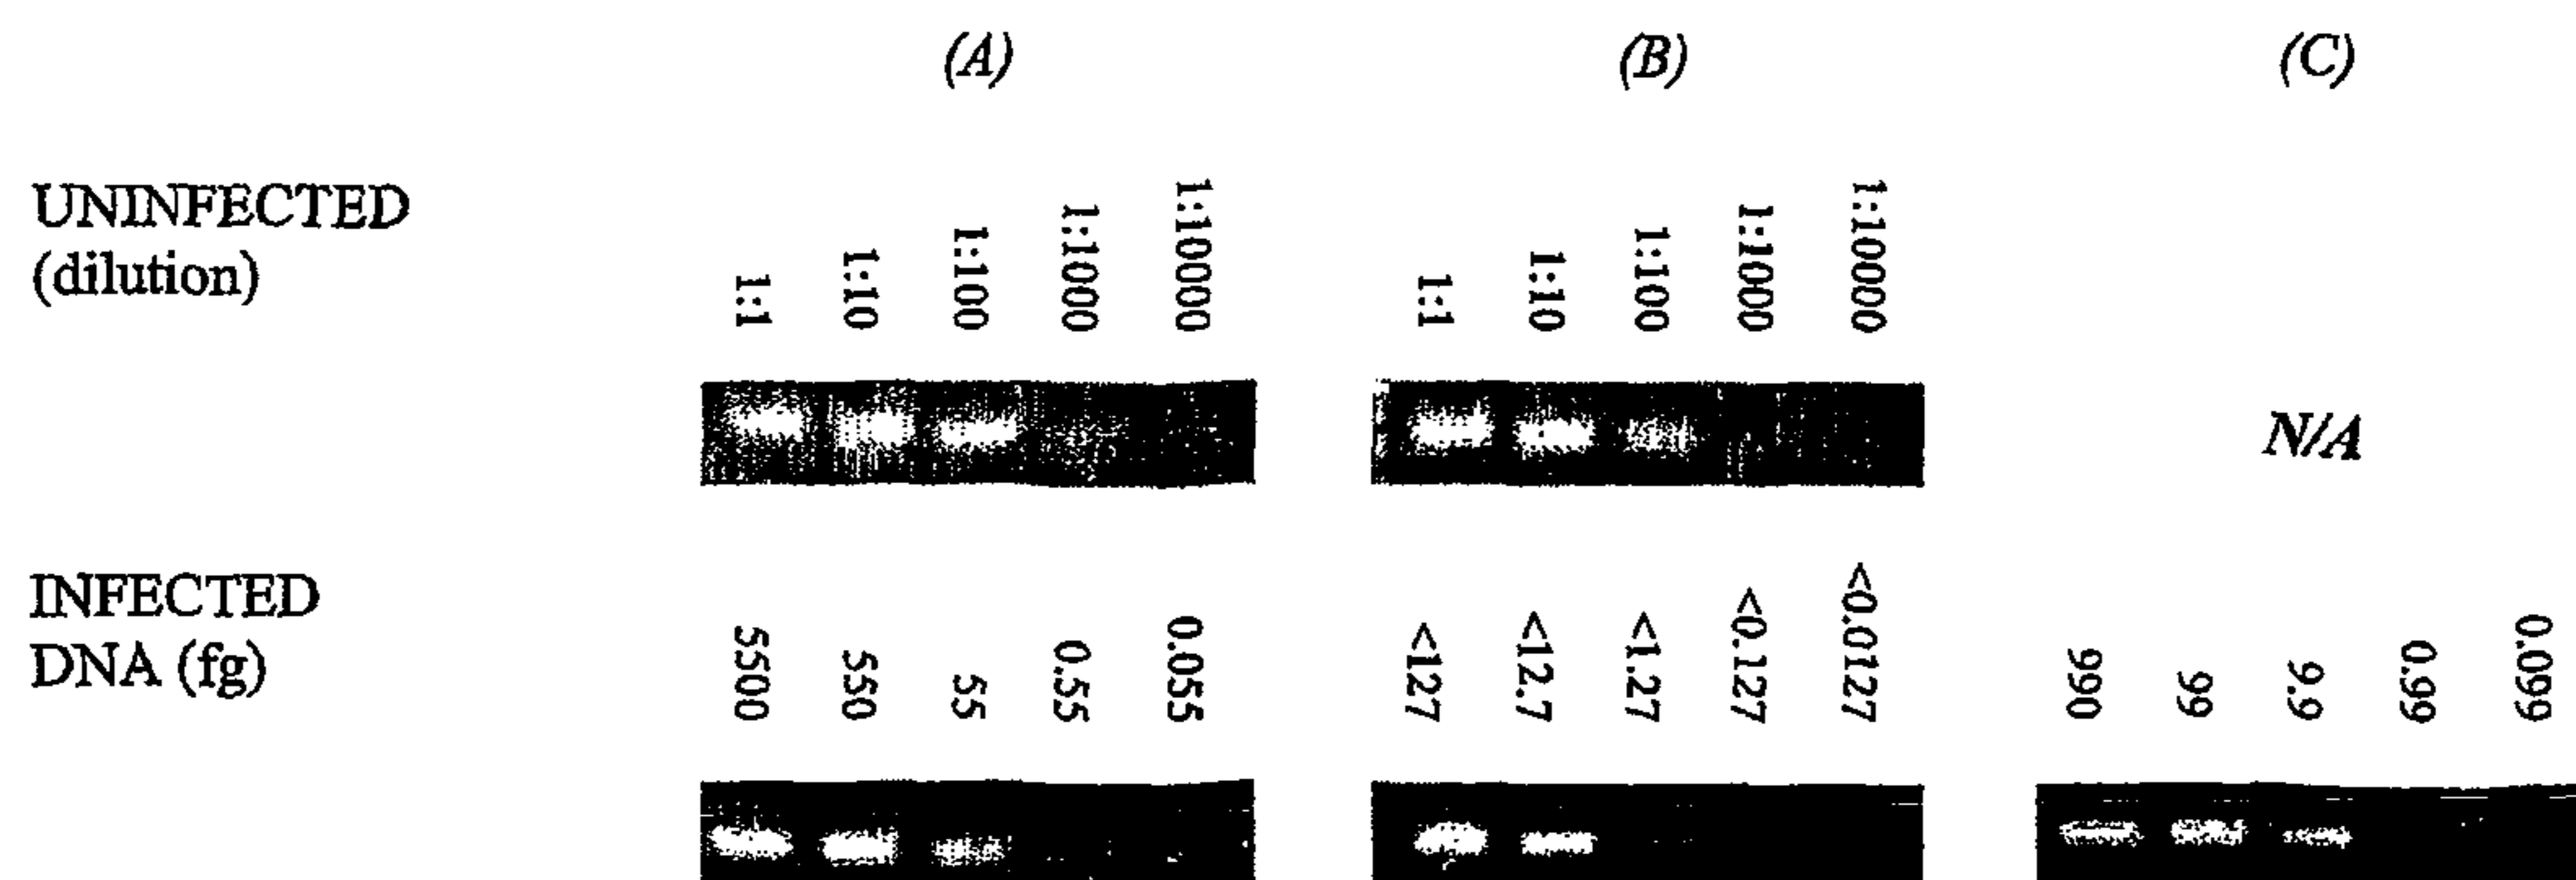 (A) (B) (C)
UNINFECTED
(dilution)
1:1 1:10 1:100 1:1000 1:10000 1:1 1:10 1:100 1:1000 1:10000
N/A
INFECTED
DNA (fg)
5500 550 55 0.55 0.055 <127 <12.7 <1.27 <0.127 <0.0127 990 99 9.9 0.99 0.099